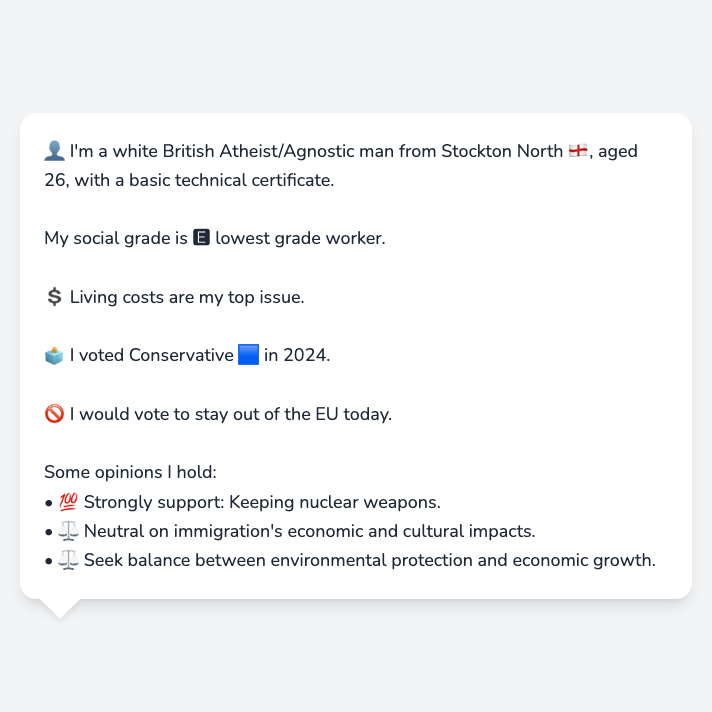 👤 I'm a white British Atheist/Agnostic man from Stockton North 🏴󠁧󠁢󠁥󠁮󠁧󠁿, aged
26, with a basic technical certificate.
My social grade is 🅴 lowest grade worker.
💲 Living costs are my top issue.
🗳️ I voted Conservative 🟦 in 2024.
🚫 I would vote to stay out of the EU today.
Some opinions I hold:
• 💯 Strongly support: Keeping nuclear weapons.
• ⚖️ Neutral on immigration's economic and cultural impacts.
• ⚖️ Seek balance between environmental protection and economic growth.